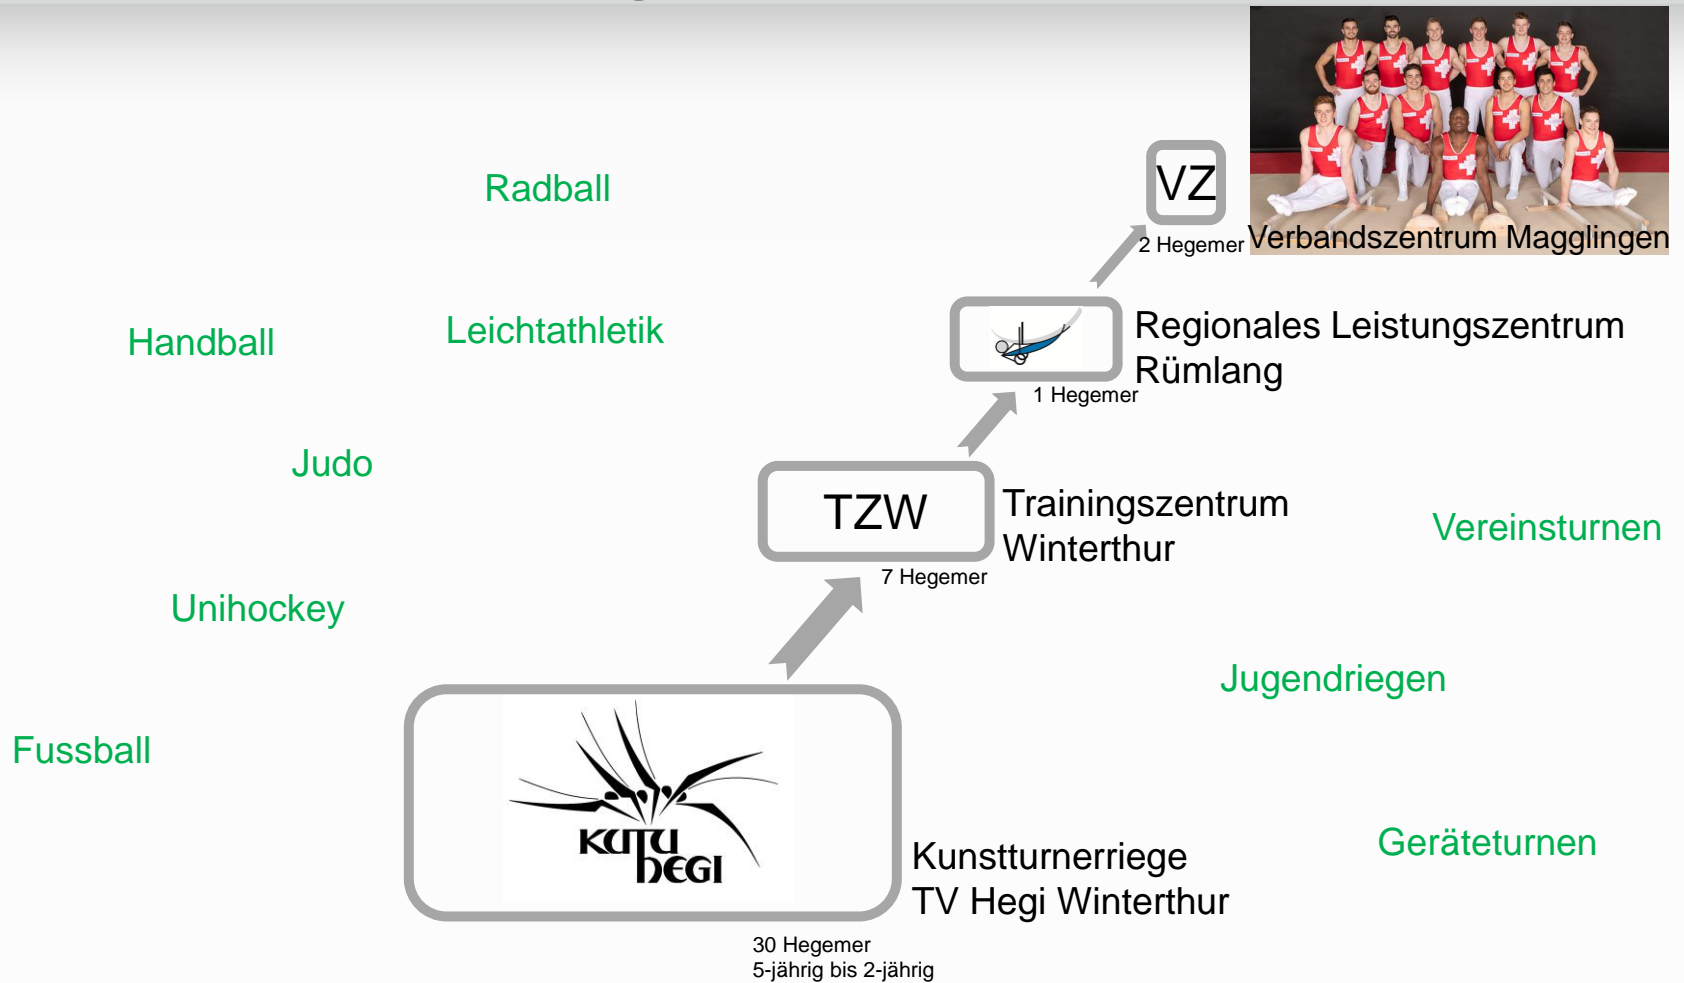 VZ
2 Hegemer
Verbandszentrum Magglingen
Radball
Handball
Leichtathletik
Regionales Leistungszentrum
Rümlang
1 Hegemer
Judo
TZW
Trainingszentrum
Winterthur
7 Hegemer
Vereinsturnen
Unihockey
Jugendriegen
Fussball
KUTU
HEGI
Kunstturnerriege
TV Hegi Winterthur
Geräteturnen
30 Hegemer
5-jährig bis 2-jährig